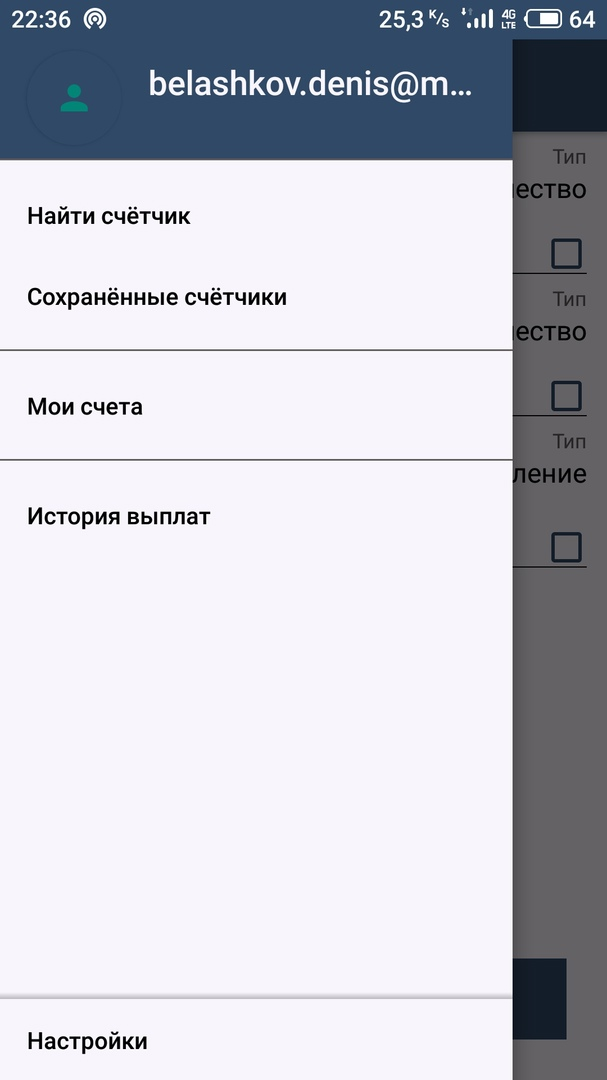 22:36 25,3 K/s 4G LTE 64
belashkov.denis@m...
Найти счётчик
Сохранённые счётчики
Мои счета
История выплат
Настройки
Тип
Тип
Тип